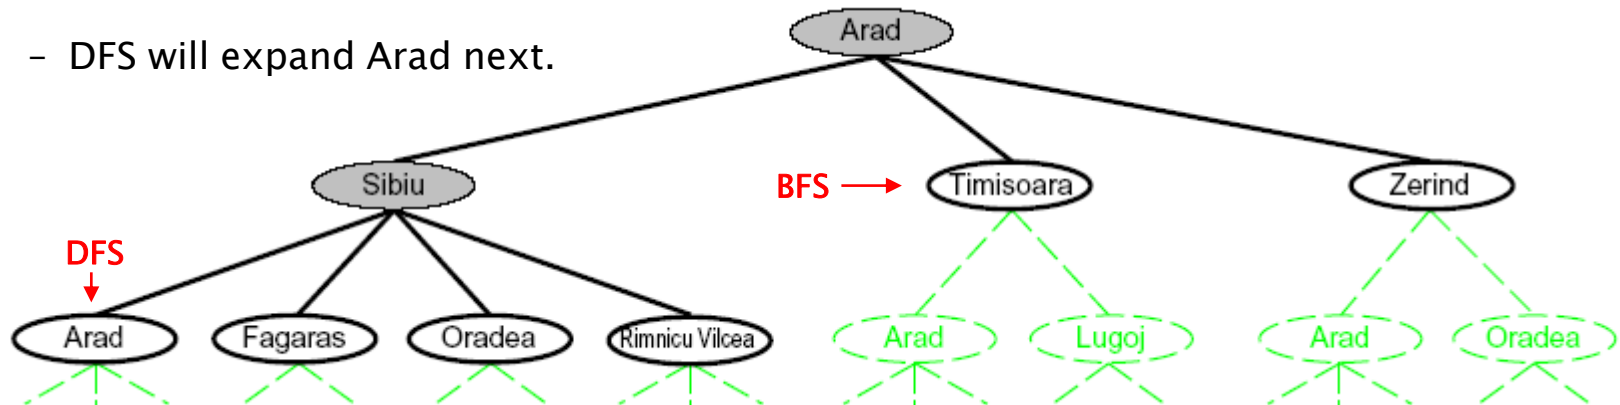 – DFS will expand Arad next.
Arad
Sibiu
BFS
Timisoara
Zerind
DFS
Arad
Fagaras
Oradea
Rimnicu Vilcea
Arad
Lugoj
Arad
Oradea